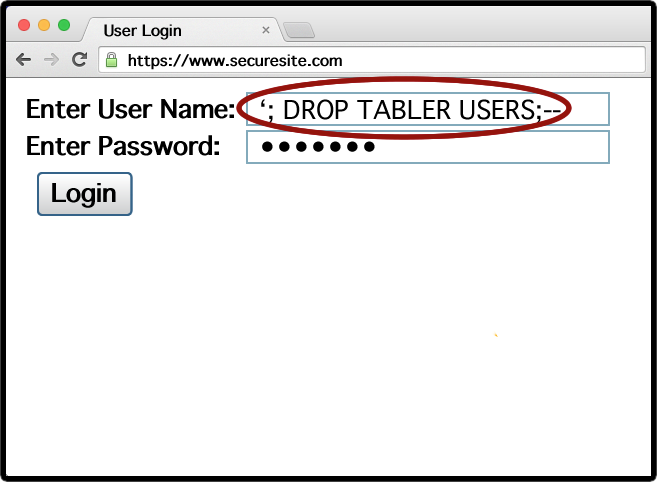 User Login
https://www.securesite.com
Enter User Name: ‘; DROP TABLER USERS;--
Enter Password: •••••••
Login